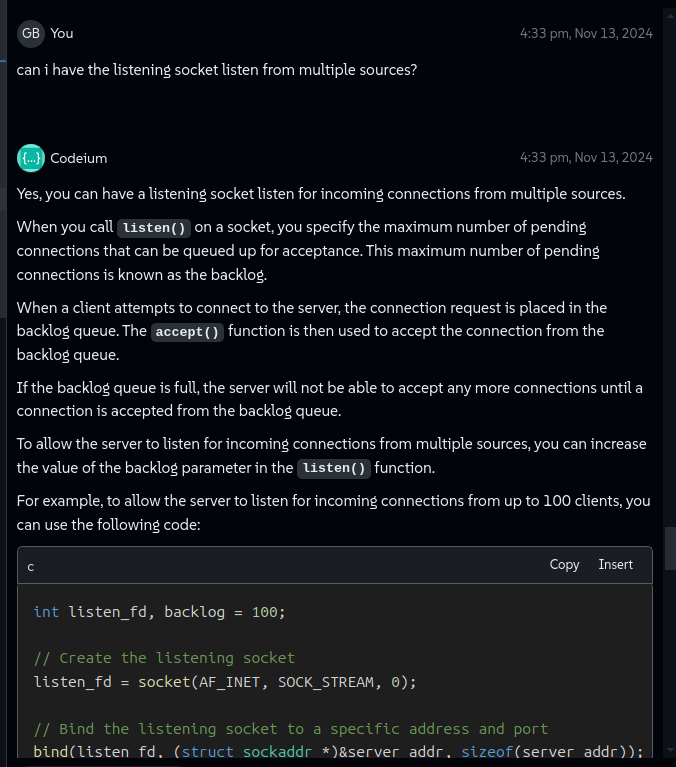 GB You 4:33 pm, Nov 13, 2024
can i have the listening socket listen from multiple sources?
{...} Codeium 4:33 pm, Nov 13, 2024
Yes, you can have a listening socket listen for incoming connections from multiple sources.
When you call listen() on a socket, you specify the maximum number of pending
connections that can be queued up for acceptance. This maximum number of pending
connections is known as the backlog.
When a client attempts to connect to the server, the connection request is placed in the
backlog queue. The accept() function is then used to accept the connection from the
backlog queue.
If the backlog queue is full, the server will not be able to accept any more connections until a
connection is accepted from the backlog queue.
To allow the server to listen for incoming connections from multiple sources, you can increase
the value of the backlog parameter in the listen() function.
For example, to allow the server to listen for incoming connections from up to 100 clients, you
can use the following code:
c Copy Insert
int listen_fd, backlog = 100;
// Create the listening socket
listen_fd = socket(AF_INET, SOCK_STREAM, 0);
// Bind the listening socket to a specific address and port
bind(listen_fd, (struct sockaddr *)&server_addr, sizeof(server_addr));